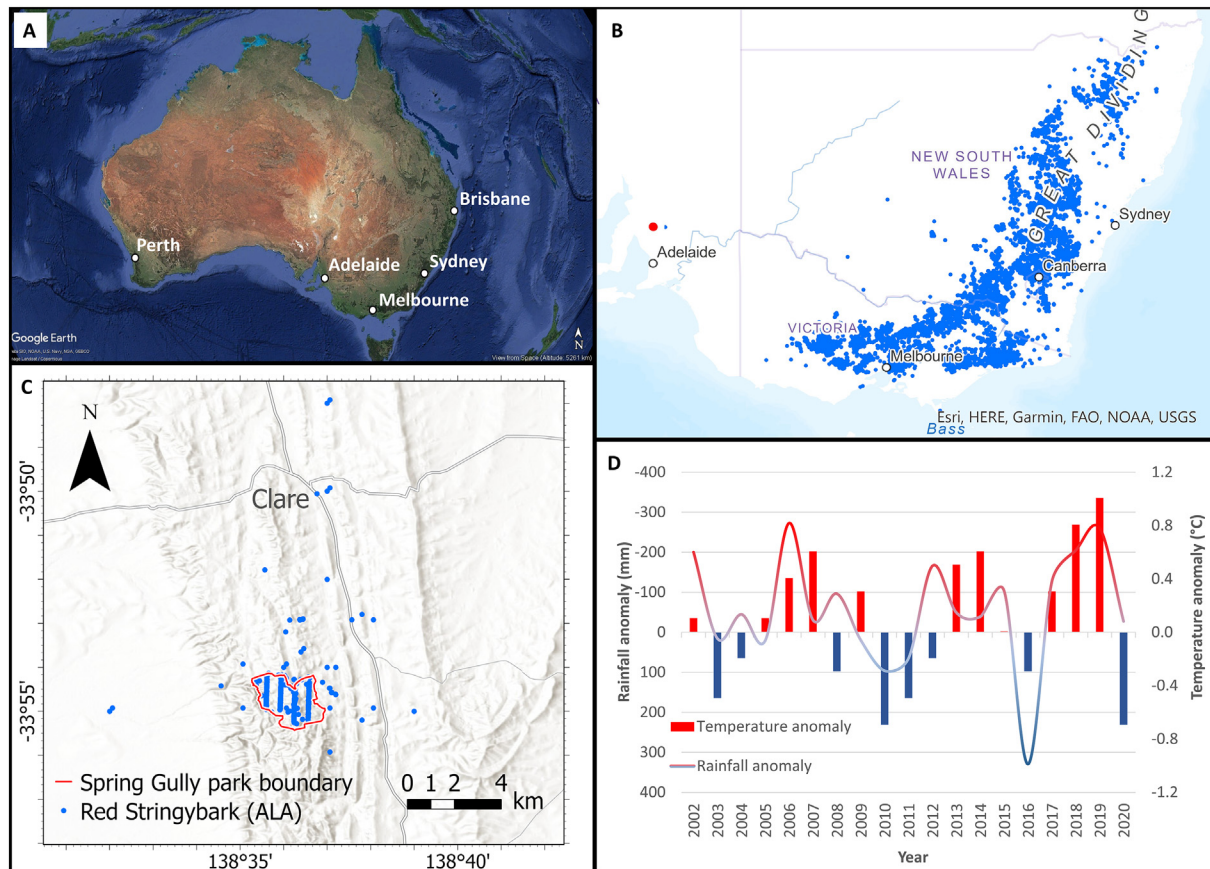 A
Brisbane
Perth
Adelaide
Sydney
Melbourne
Google Earth
N
View from Space (Altitude: 5261 km)
B
GREAT DIVIDING
NEW SOUTH
WALES
Sydney
Adelaide
Canberra
VICTORIA
Melbourne
Esri, HERE, Garmin, FAO, NOAA, USGS
Bass
C
N
-33°50'
Clare
-33°55'
Spring Gully park boundary
Red Stringybark (ALA)
0 1 2 4
km
138°35' 138°40'
D
-400 1.2
-300 0.8
-200
0.4
-100
0 0.0
100
-0.4
200
-0.8
300
400 -1.2
Rainfall anomaly (mm)
Temperature anomaly (°C)
Temperature anomaly
Rainfall anomaly
2002 2003 2004 2005 2006 2007 2008 2009 2010 2011 2012 2013 2014 2015 2016 2017 2018 2019 2020
Year